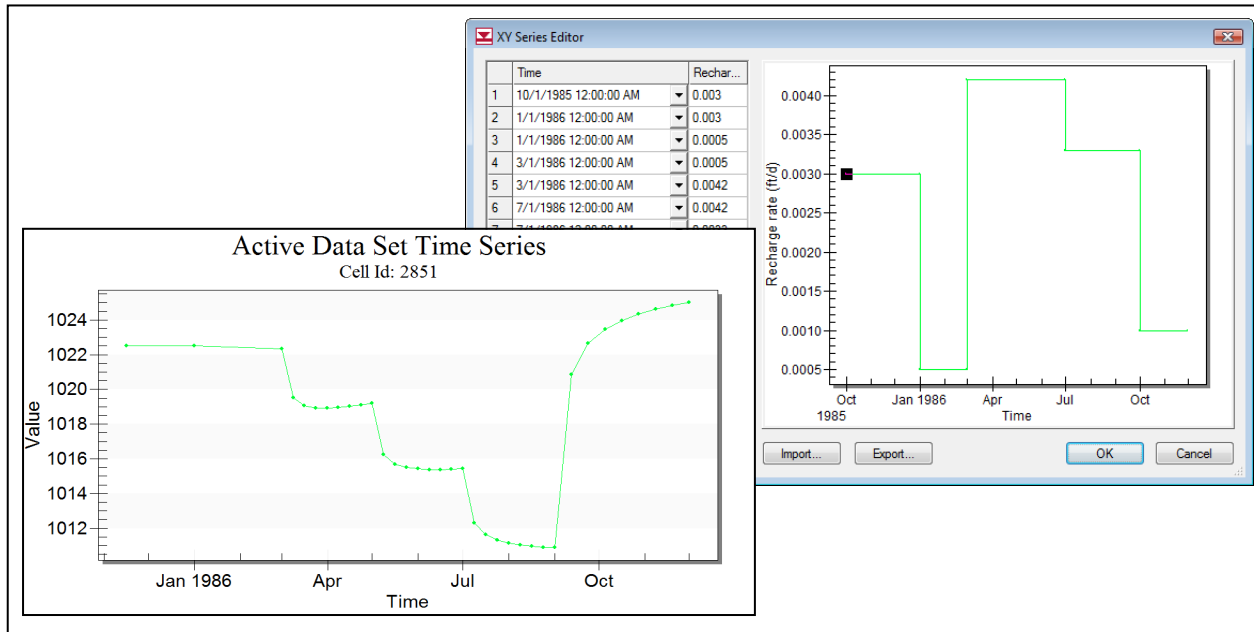 XY Series Editor
Time Rechar...
1 10/1/1985 12:00:00 AM 0.003
2 1/1/1986 12:00:00 AM 0.003
3 1/1/1986 12:00:00 AM 0.0005
4 3/1/1986 12:00:00 AM 0.0005
5 3/1/1986 12:00:00 AM 0.0042
6 7/1/1986 12:00:00 AM 0.0042
0.0040
0.0035
0.0030
0.0025
0.0020
0.0015
0.0010
0.0005
Recharge rate (ft/d)
Oct Jan 1986 Apr Jul Oct
1985
Time
Import... Export... OK Cancel
Active Data Set Time Series
Cell Id: 2851
1024
1022
1020
1018
1016
1014
1012
Value
Jan 1986 Apr Jul Oct
Time